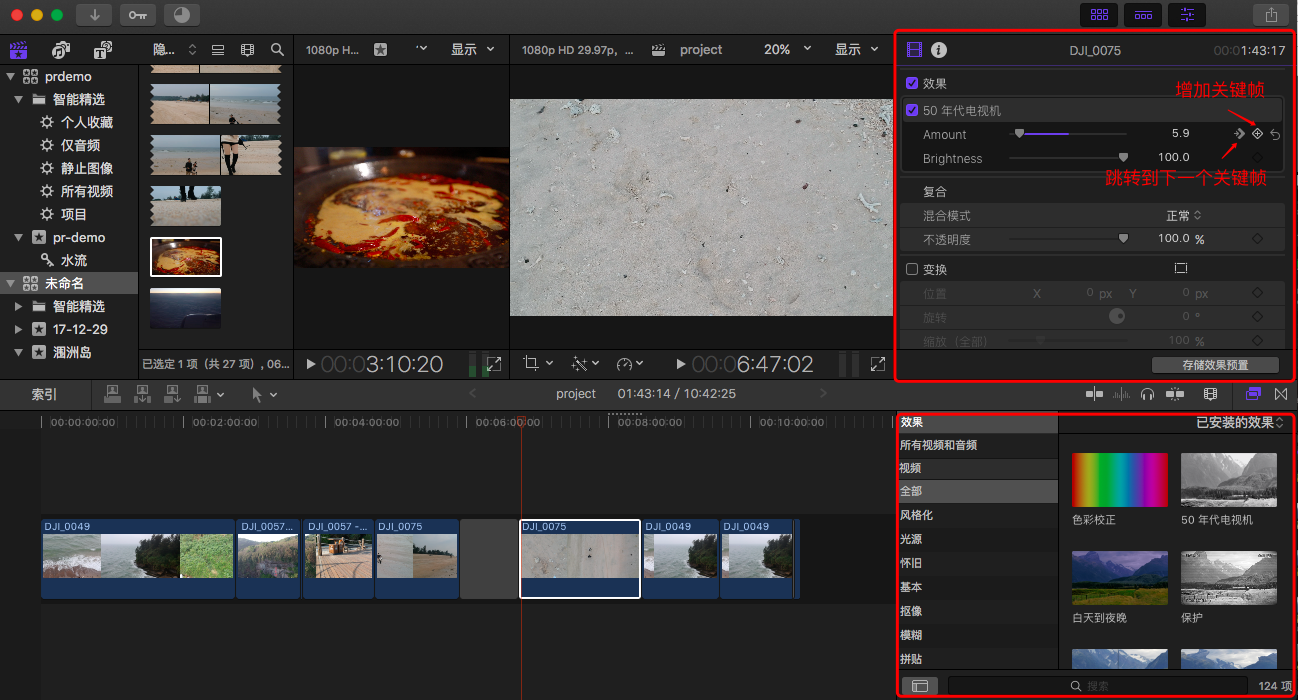 隐...
1080p H...
显示
1080p HD 29.97p, ...
project
20%
显示
DJI_0075
00:01:43:17
prdemo
智能精选
个人收藏
仅音频
静止图像
所有视频
项目
pr-demo
水流
未命名
智能精选
17-12-29
涠洲岛
效果
增加关键帧
50 年代电视机
Amount
5.9
Brightness
100.0
跳转到下一个关键帧
复合
混合模式
正常
不透明度
100.0 %
变换
位置
X
0 px
Y
0 px
旋转
0 °
缩放 (全部)
100 %
存储效果预置
已选定 1 项（共 27 项）, 06...
00:03:10:20
00:06:47:02
索引
project
01:43:14 / 10:42:25
00:00:00:00
00:02:00:00
00:04:00:00
00:06:00:00
00:08:00:00
00:10:00:00
DJI_0049
DJI_0057...
DJI_0057 -...
DJI_0075
DJI_0075
DJI_0049
DJI_0049
效果
已安装的效果
所有视频和音频
视频
全部
风格化
光源
怀旧
基本
抠像
模糊
拼贴
色彩校正
50 年代电视机
白天到夜晚
保护
搜索
124 项